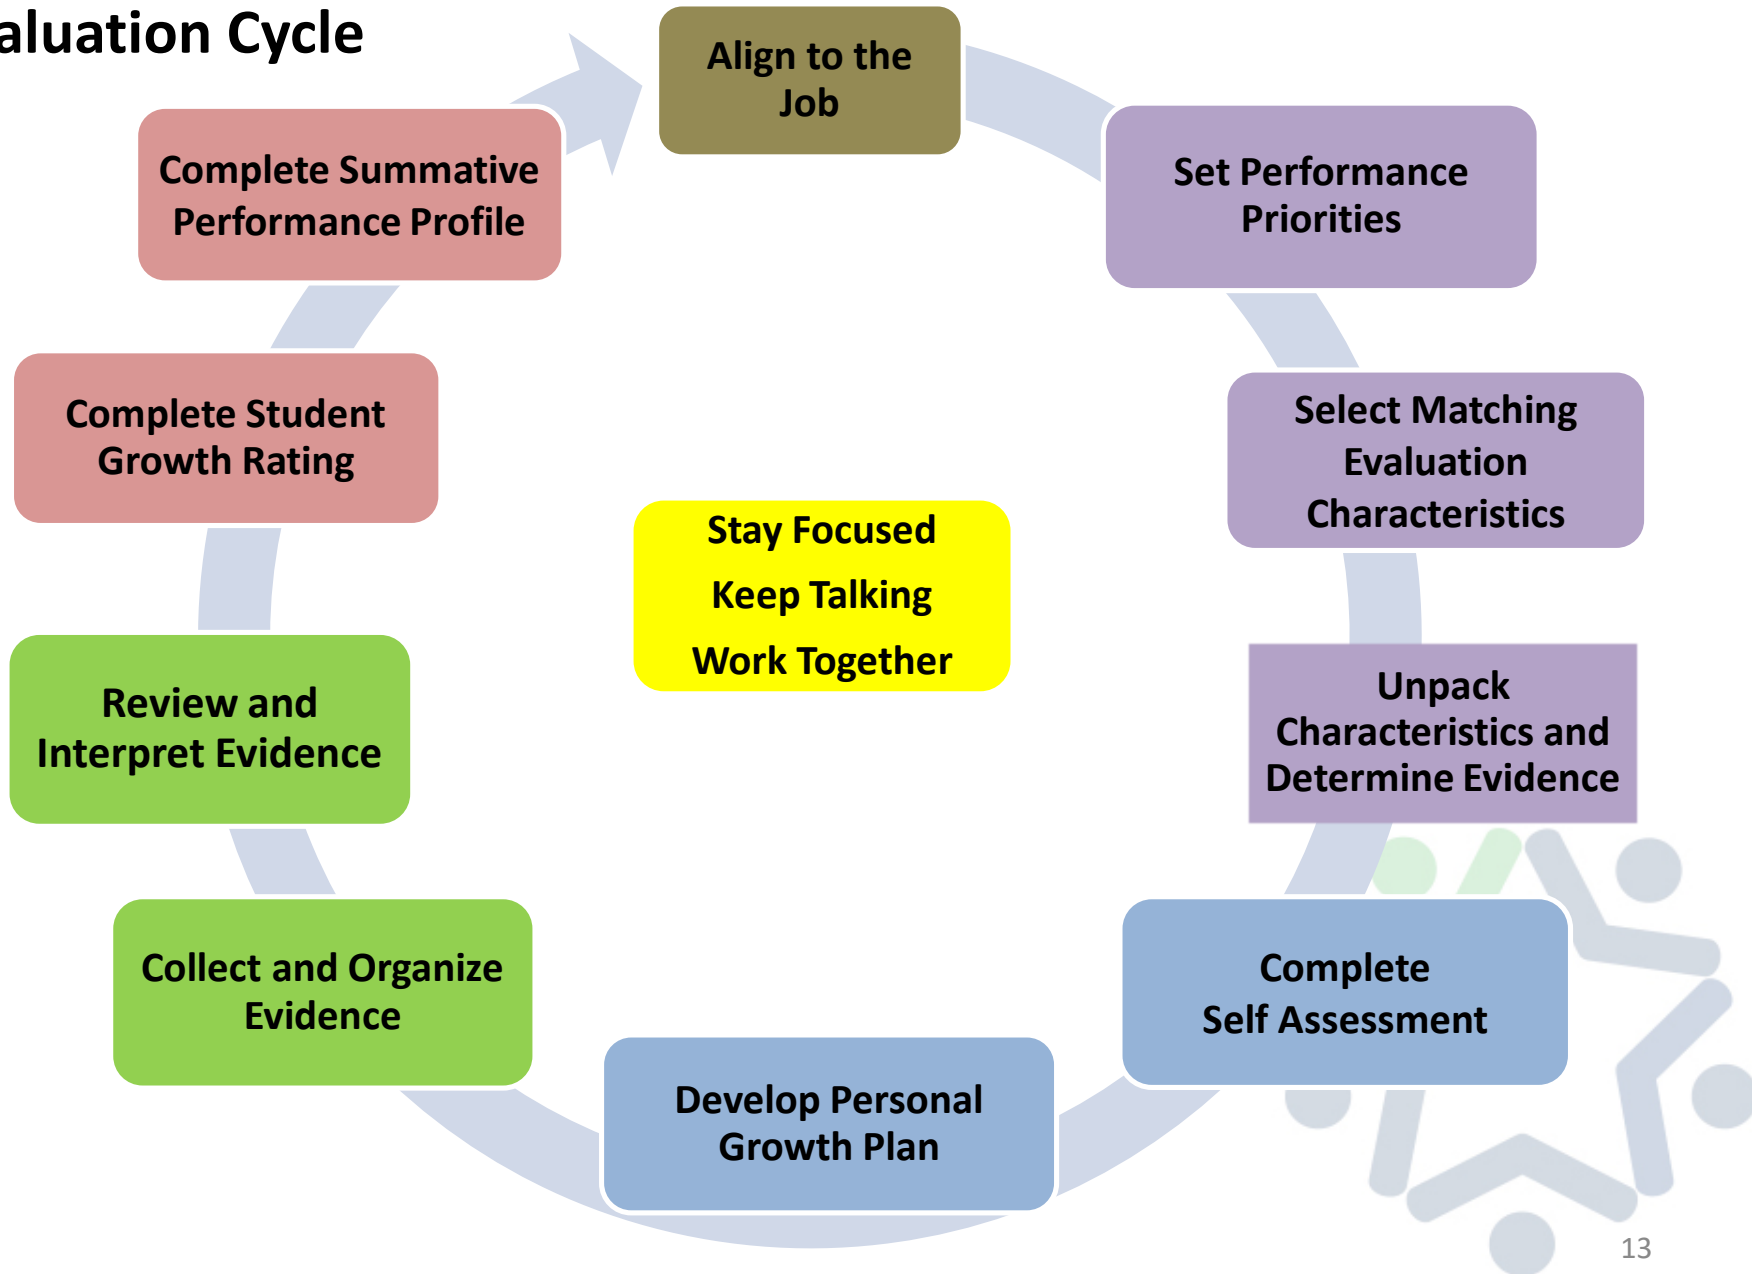 aluation Cycle
Align to the
Job
Set Performance
Priorities
Select Matching
Evaluation
Characteristics
Unpack
Characteristics and
Determine Evidence
Complete
Self Assessment
Develop Personal
Growth Plan
Collect and Organize
Evidence
Review and
Interpret Evidence
Complete Student
Growth Rating
Complete Summative
Performance Profile
Stay Focused
Keep Talking
Work Together
13